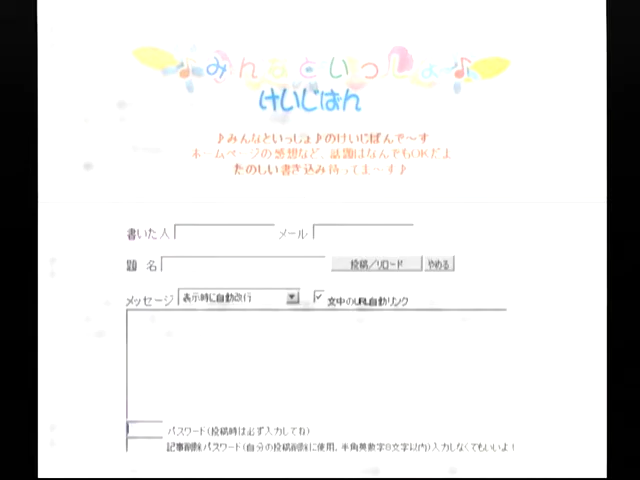 ♪みんなといっしょ♪
けいじばん
♪みんなといっしょ♪のけいじばんで〜す
ホームページの感想など、話題はなんでもOKだよ
たのしい書き込み待ってま〜す♪
書いた人 メール
題 名 投稿/リロード やめる
メッセージ 表示時に自動改行 文中のURL自動リンク
パスワード(投稿時は必ず入力してね)
記事削除パスワード(自分の投稿削除に使用。半角英数字8文字以内)入力しなくてもいいよ!